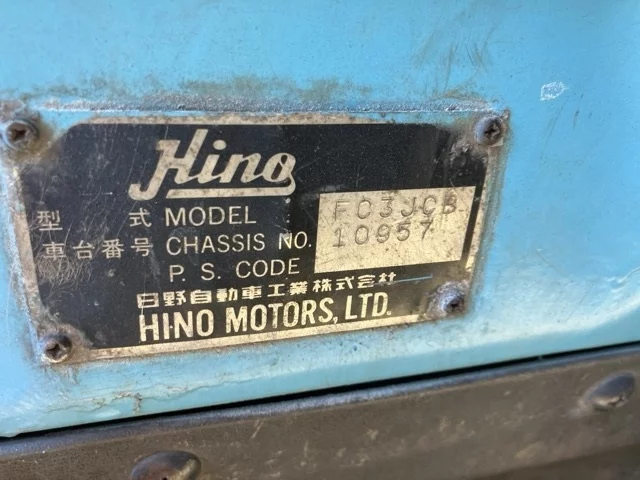 Hino
型 式 MODEL FC3JCB
車台番号 CHASSIS NO. 10957
P. S. CODE
日野自動車工業株式会社
HINO MOTORS, LTD.